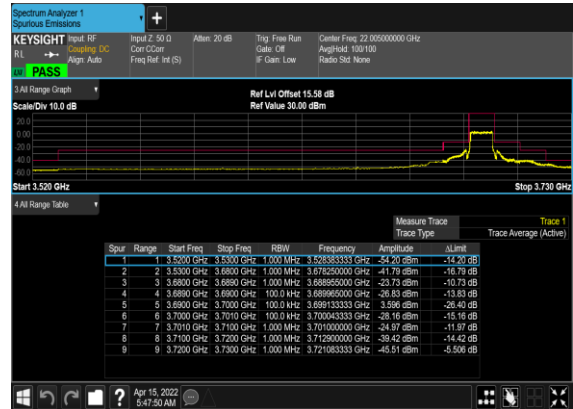 Spectrum Analyzer 1
Spurious Emissions
KEYSIGHT Input: RF Input Z: 50 Ω Atten: 20 dB Trig: Free Run Center Freq: 22.005000000 GHz
RL Coupling: DC Corr CCorr Gate: Off Avg|Hold: 100/100
Align: Auto Freq Ref: Int (S) IF Gain: Low Radio Std: None
PASS
3 All Range Graph Ref Lvl Offset 15.58 dB
Scale/Div 10.0 dB Ref Value 30.00 dBm
20.0
0.00
-20.0
-40.0
-60.0
Start 3.520 GHz Stop 3.730 GHz
4 All Range Table
Measure Trace Trace 1
Trace Type Trace Average (Active)
Spur Range Start Freq Stop Freq RBW Frequency Amplitude ΔLimit
1 1 3.5200 GHz 3.5300 GHz 1.000 MHz 3.528383333 GHz -54.20 dBm -14.20 dB
2 2 3.5300 GHz 3.6800 GHz 1.000 MHz 3.678250000 GHz -41.79 dBm -16.79 dB
3 3 3.6800 GHz 3.6890 GHz 1.000 MHz 3.688955000 GHz -23.73 dBm -10.73 dB
4 4 3.6890 GHz 3.6900 GHz 100.0 kHz 3.689965000 GHz -26.83 dBm -13.83 dB
5 5 3.6900 GHz 3.7000 GHz 100.0 kHz 3.699133333 GHz 3.596 dBm -26.40 dB
6 6 3.7000 GHz 3.7010 GHz 100.0 kHz 3.700043333 GHz -28.16 dBm -15.16 dB
7 7 3.7010 GHz 3.7100 GHz 1.000 MHz 3.701000000 GHz -24.97 dBm -11.97 dB
8 8 3.7100 GHz 3.7200 GHz 1.000 MHz 3.712900000 GHz -39.42 dBm -14.42 dB
9 9 3.7200 GHz 3.7300 GHz 1.000 MHz 3.721083333 GHz -45.51 dBm -5.506 dB
Apr 15, 2022
5:47:50 AM